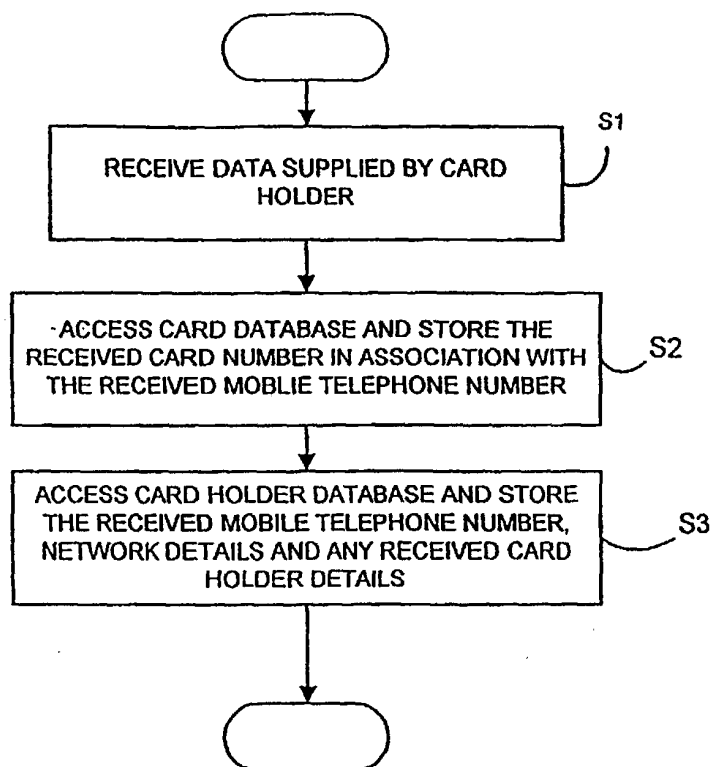 S1
RECEIVE DATA SUPPLIED BY CARD
HOLDER
ACCESS CARD DATABASE AND STORE THE
RECEIVED CARD NUMBER IN ASSOCIATION WITH
THE RECEIVED MOBLIE TELEPHONE NUMBER
S2
ACCESS CARD HOLDER DATABASE AND STORE
THE RECEIVED MOBILE TELEPHONE NUMBER,
NETWORK DETAILS AND ANY RECEIVED CARD
HOLDER DETAILS
S3